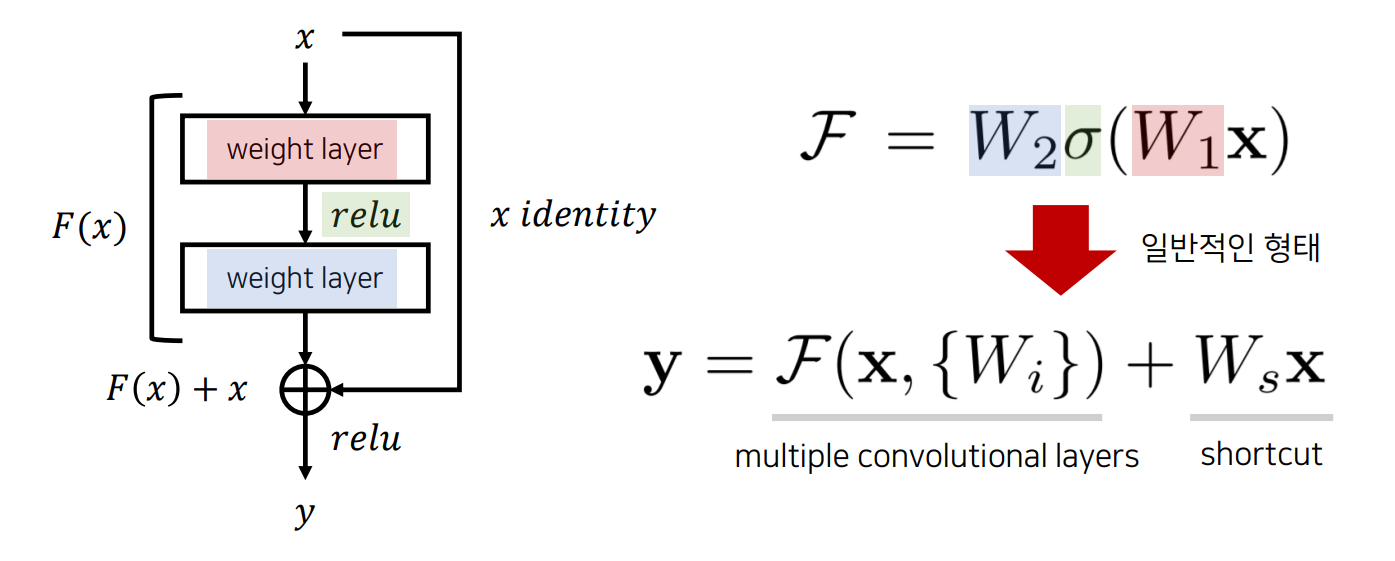 x
weight layer
relu
F(x)
x identity
weight layer
F(x) + x
relu
y
ℱ = W₂σ(W₁x)
일반적인 형태
y = ℱ(x, {Wᵢ}) + Wₛx
multiple convolutional layers
shortcut